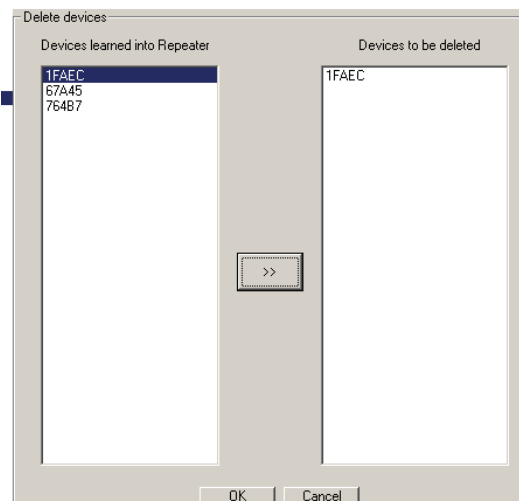 Delete devices
Devices learned into Repeater
Devices to be deleted
1FAEC
67A45
764B7
1FAEC
>>
OK
Cancel